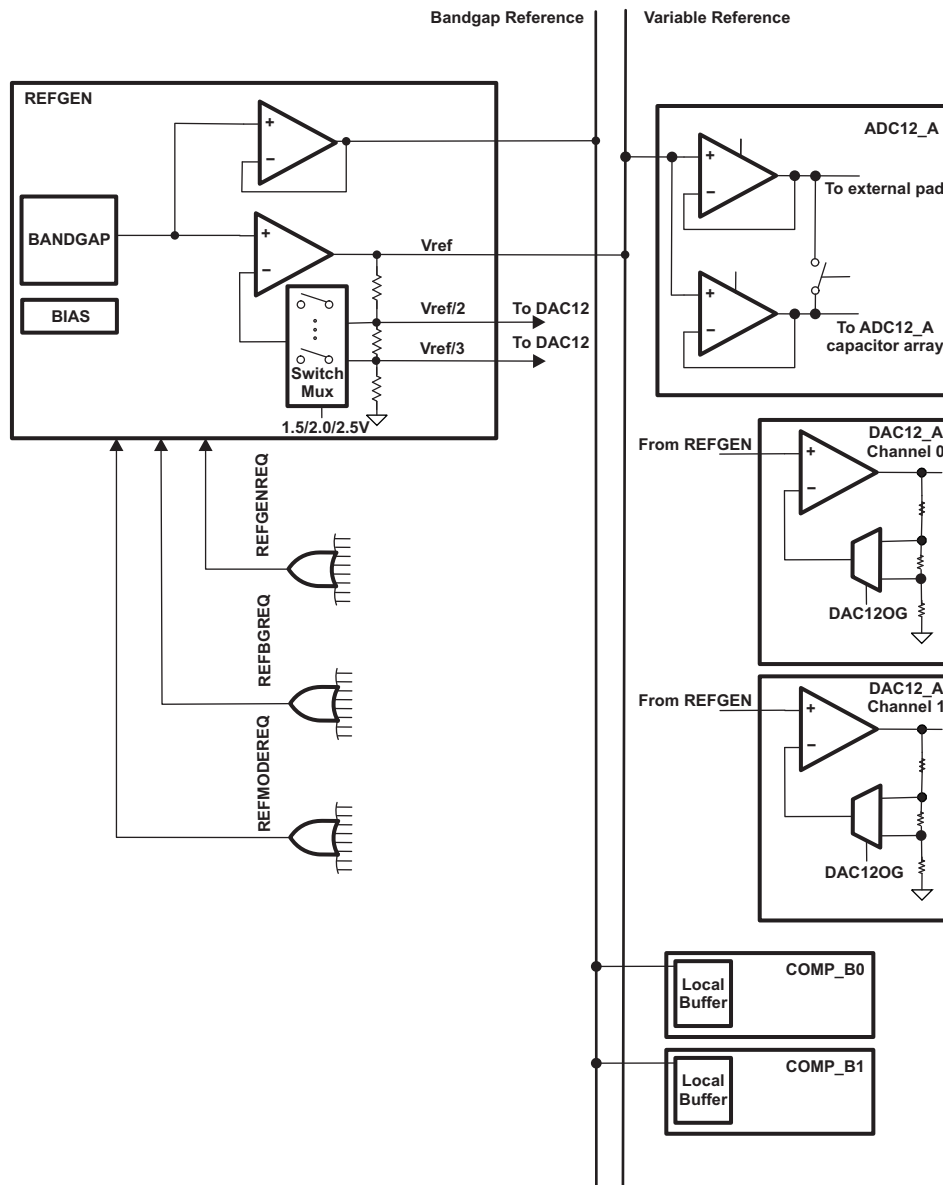 Bandgap Reference
Variable Reference
REFGEN
+
−
BANDGAP
BIAS
+
−
Vref
Vref/2
To DAC12
Vref/3
To DAC12
Switch
Mux
1.5/2.0/2.5V
REFGENREQ
REFBGREQ
REFMODEREQ
ADC12_A
+
−
To external pad
+
−
To ADC12_A
capacitor array
From REFGEN
DAC12_A
Channel 0
+
−
DAC12OG
From REFGEN
DAC12_A
Channel 1
+
−
DAC12OG
COMP_B0
Local
Buffer
COMP_B1
Local
Buffer